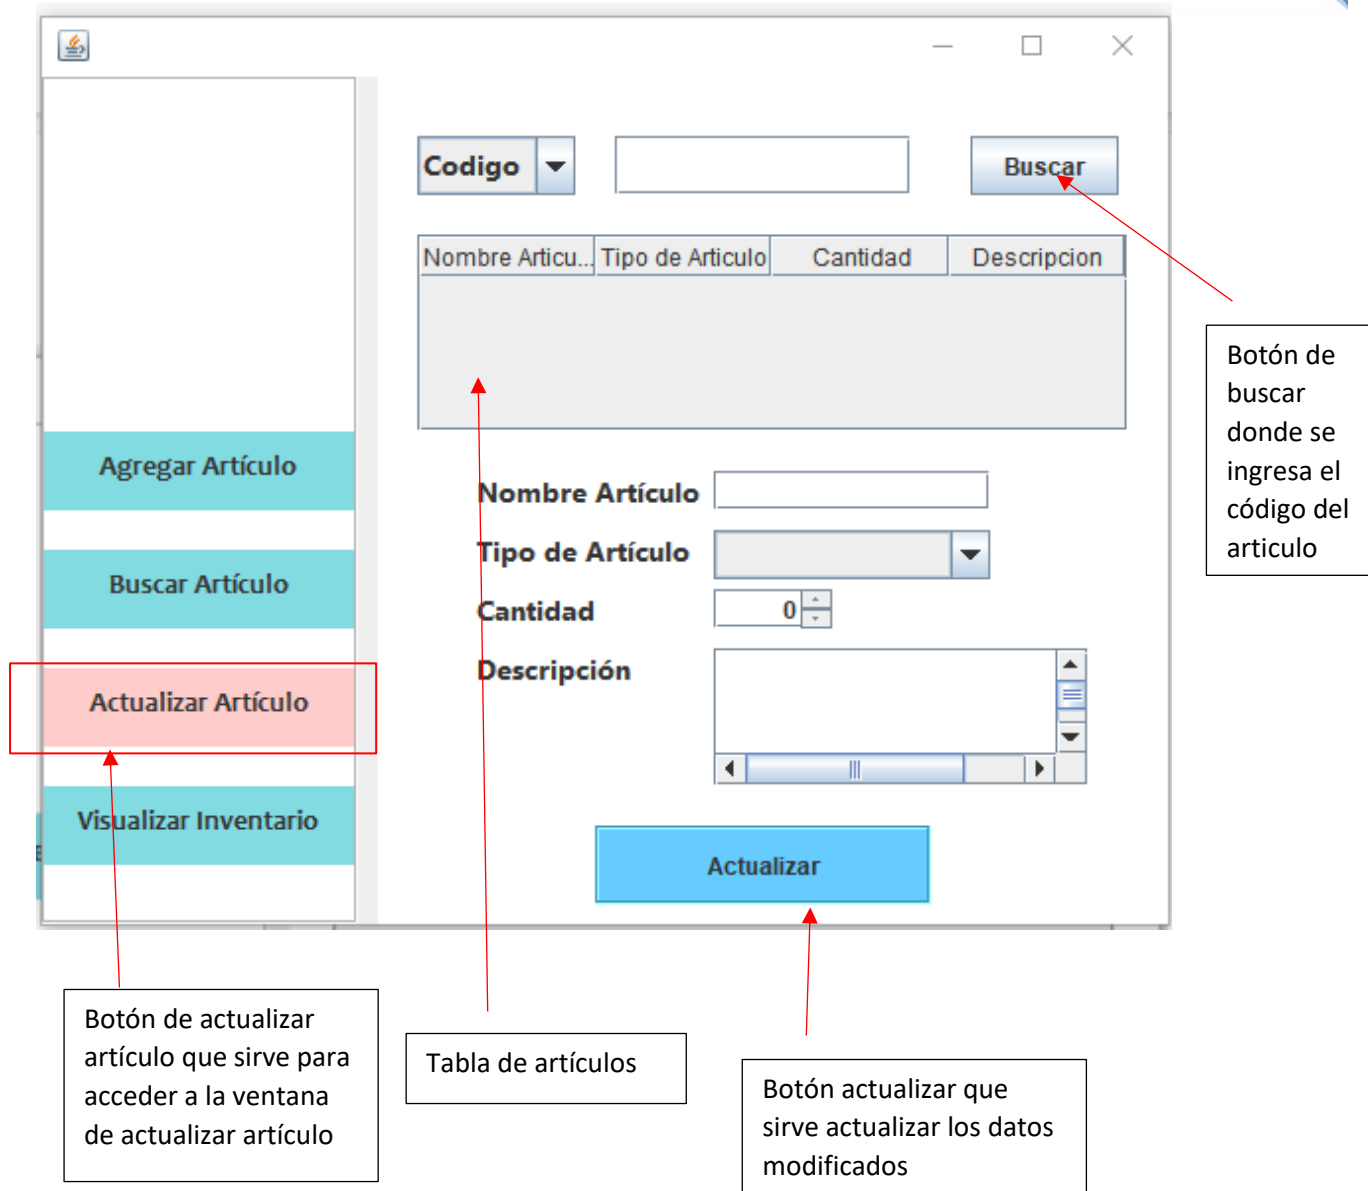 Codigo
Buscar
Nombre Articu... Tipo de Articulo Cantidad Descripcion
Agregar Artículo
Buscar Artículo
Actualizar Artículo
Visualizar Inventario
Nombre Artículo
Tipo de Artículo
Cantidad 0
Descripción
Actualizar
Botón de
buscar
donde se
ingresa el
código del
articulo
Botón de actualizar
artículo que sirve para
acceder a la ventana
de actualizar artículo
Tabla de artículos
Botón actualizar que
sirve actualizar los datos
modificados